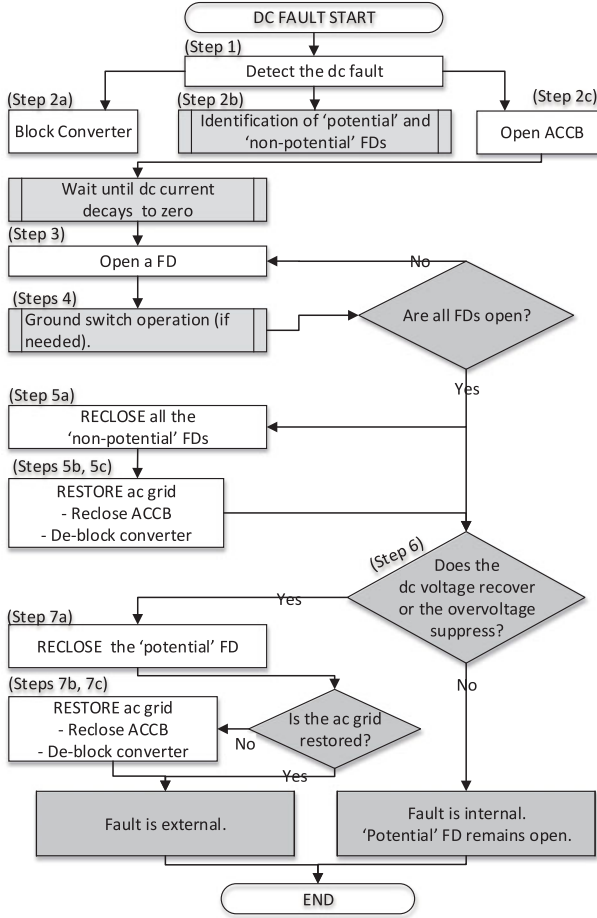 DC FAULT START
(Step 1)
Detect the dc fault
(Step 2a)
Block Converter
(Step 2b)
Identification of ‘potential’ and
‘non-potential’ FDs
(Step 2c)
Open ACCB
Wait until dc current
decays to zero
(Step 3)
Open a FD
No
(Steps 4)
Ground switch operation (if
needed).
Are all FDs open?
Yes
(Step 5a)
RECLOSE all the
‘non-potential’ FDs
(Steps 5b, 5c)
RESTORE ac grid
- Reclose ACCB
- De-block converter
(Step 6)
Does the
dc voltage recover
or the overvoltage
suppress?
Yes
(Step 7a)
RECLOSE the ‘potential’ FD
No
(Steps 7b, 7c)
RESTORE ac grid
- Reclose ACCB
- De-block converter
Is the ac grid
restored?
No
Yes
Fault is external.
Fault is internal.
‘Potential’ FD remains open.
END